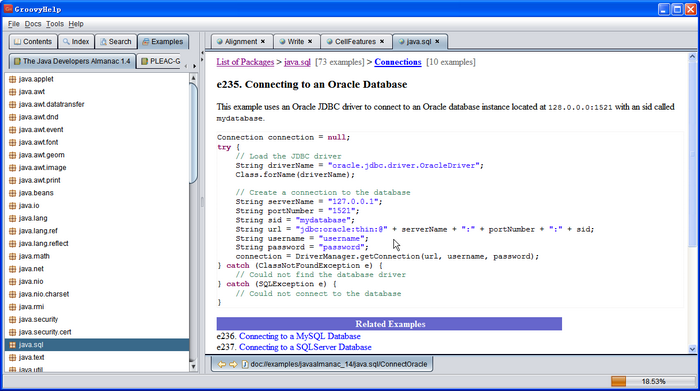 GroovyHelp
File Docs Tools Help
Contents Index Search Examples
The Java Developers Almanac 1.4 PLEAC-G
java.applet
java.awt
java.awt.datatransfer
java.awt.dnd
java.awt.event
java.awt.font
java.awt.geom
java.awt.image
java.awt.print
java.beans
java.io
java.lang
java.lang.ref
java.lang.reflect
java.math
java.net
java.nio
java.nio.charset
java.rmi
java.security
java.security.cert
java.sql
java.text
java.util
Alignment Write CellFeatures java.sql
List of Packages > java.sql [73 examples] > Connections [10 examples]
e235. Connecting to an Oracle Database
This example uses an Oracle JDBC driver to connect to an Oracle database instance located at 128.0.0.0:1521 with an sid called
mydatabase.
Connection connection = null;
try {
// Load the JDBC driver
String driverName = "oracle.jdbc.driver.OracleDriver";
Class.forName(driverName);
// Create a connection to the database
String serverName = "127.0.0.1";
String portNumber = "1521";
String sid = "mydatabase";
String url = "jdbc:oracle:thin:@" + serverName + ":" + portNumber + ":" + sid;
String username = "username";
String password = "password";
connection = DriverManager.getConnection(url, username, password);
} catch (ClassNotFoundException e) {
// Could not find the database driver
} catch (SQLException e) {
// Could not connect to the database
}
Related Examples
e236. Connecting to a MySQL Database
e237. Connecting to a SQLServer Database
doc://examples/javaalmanac_14/java.sql/ConnectOracle
18.53%